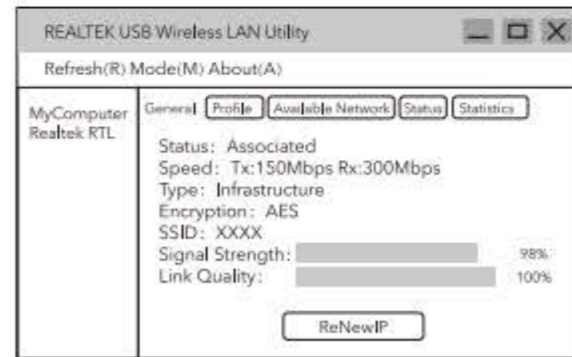 REALTEK USB Wireless LAN Utility
Refresh(R) Mode(M) About(A)
MyComputer
Realtek RTL
General Profile Available Network Status Statistics
Status: Associated
Speed: Tx:150Mbps Rx:300Mbps
Type: Infrastructure
Encryption: AES
SSID: XXXX
Signal Strength: 98%
Link Quality: 100%
ReNewIP